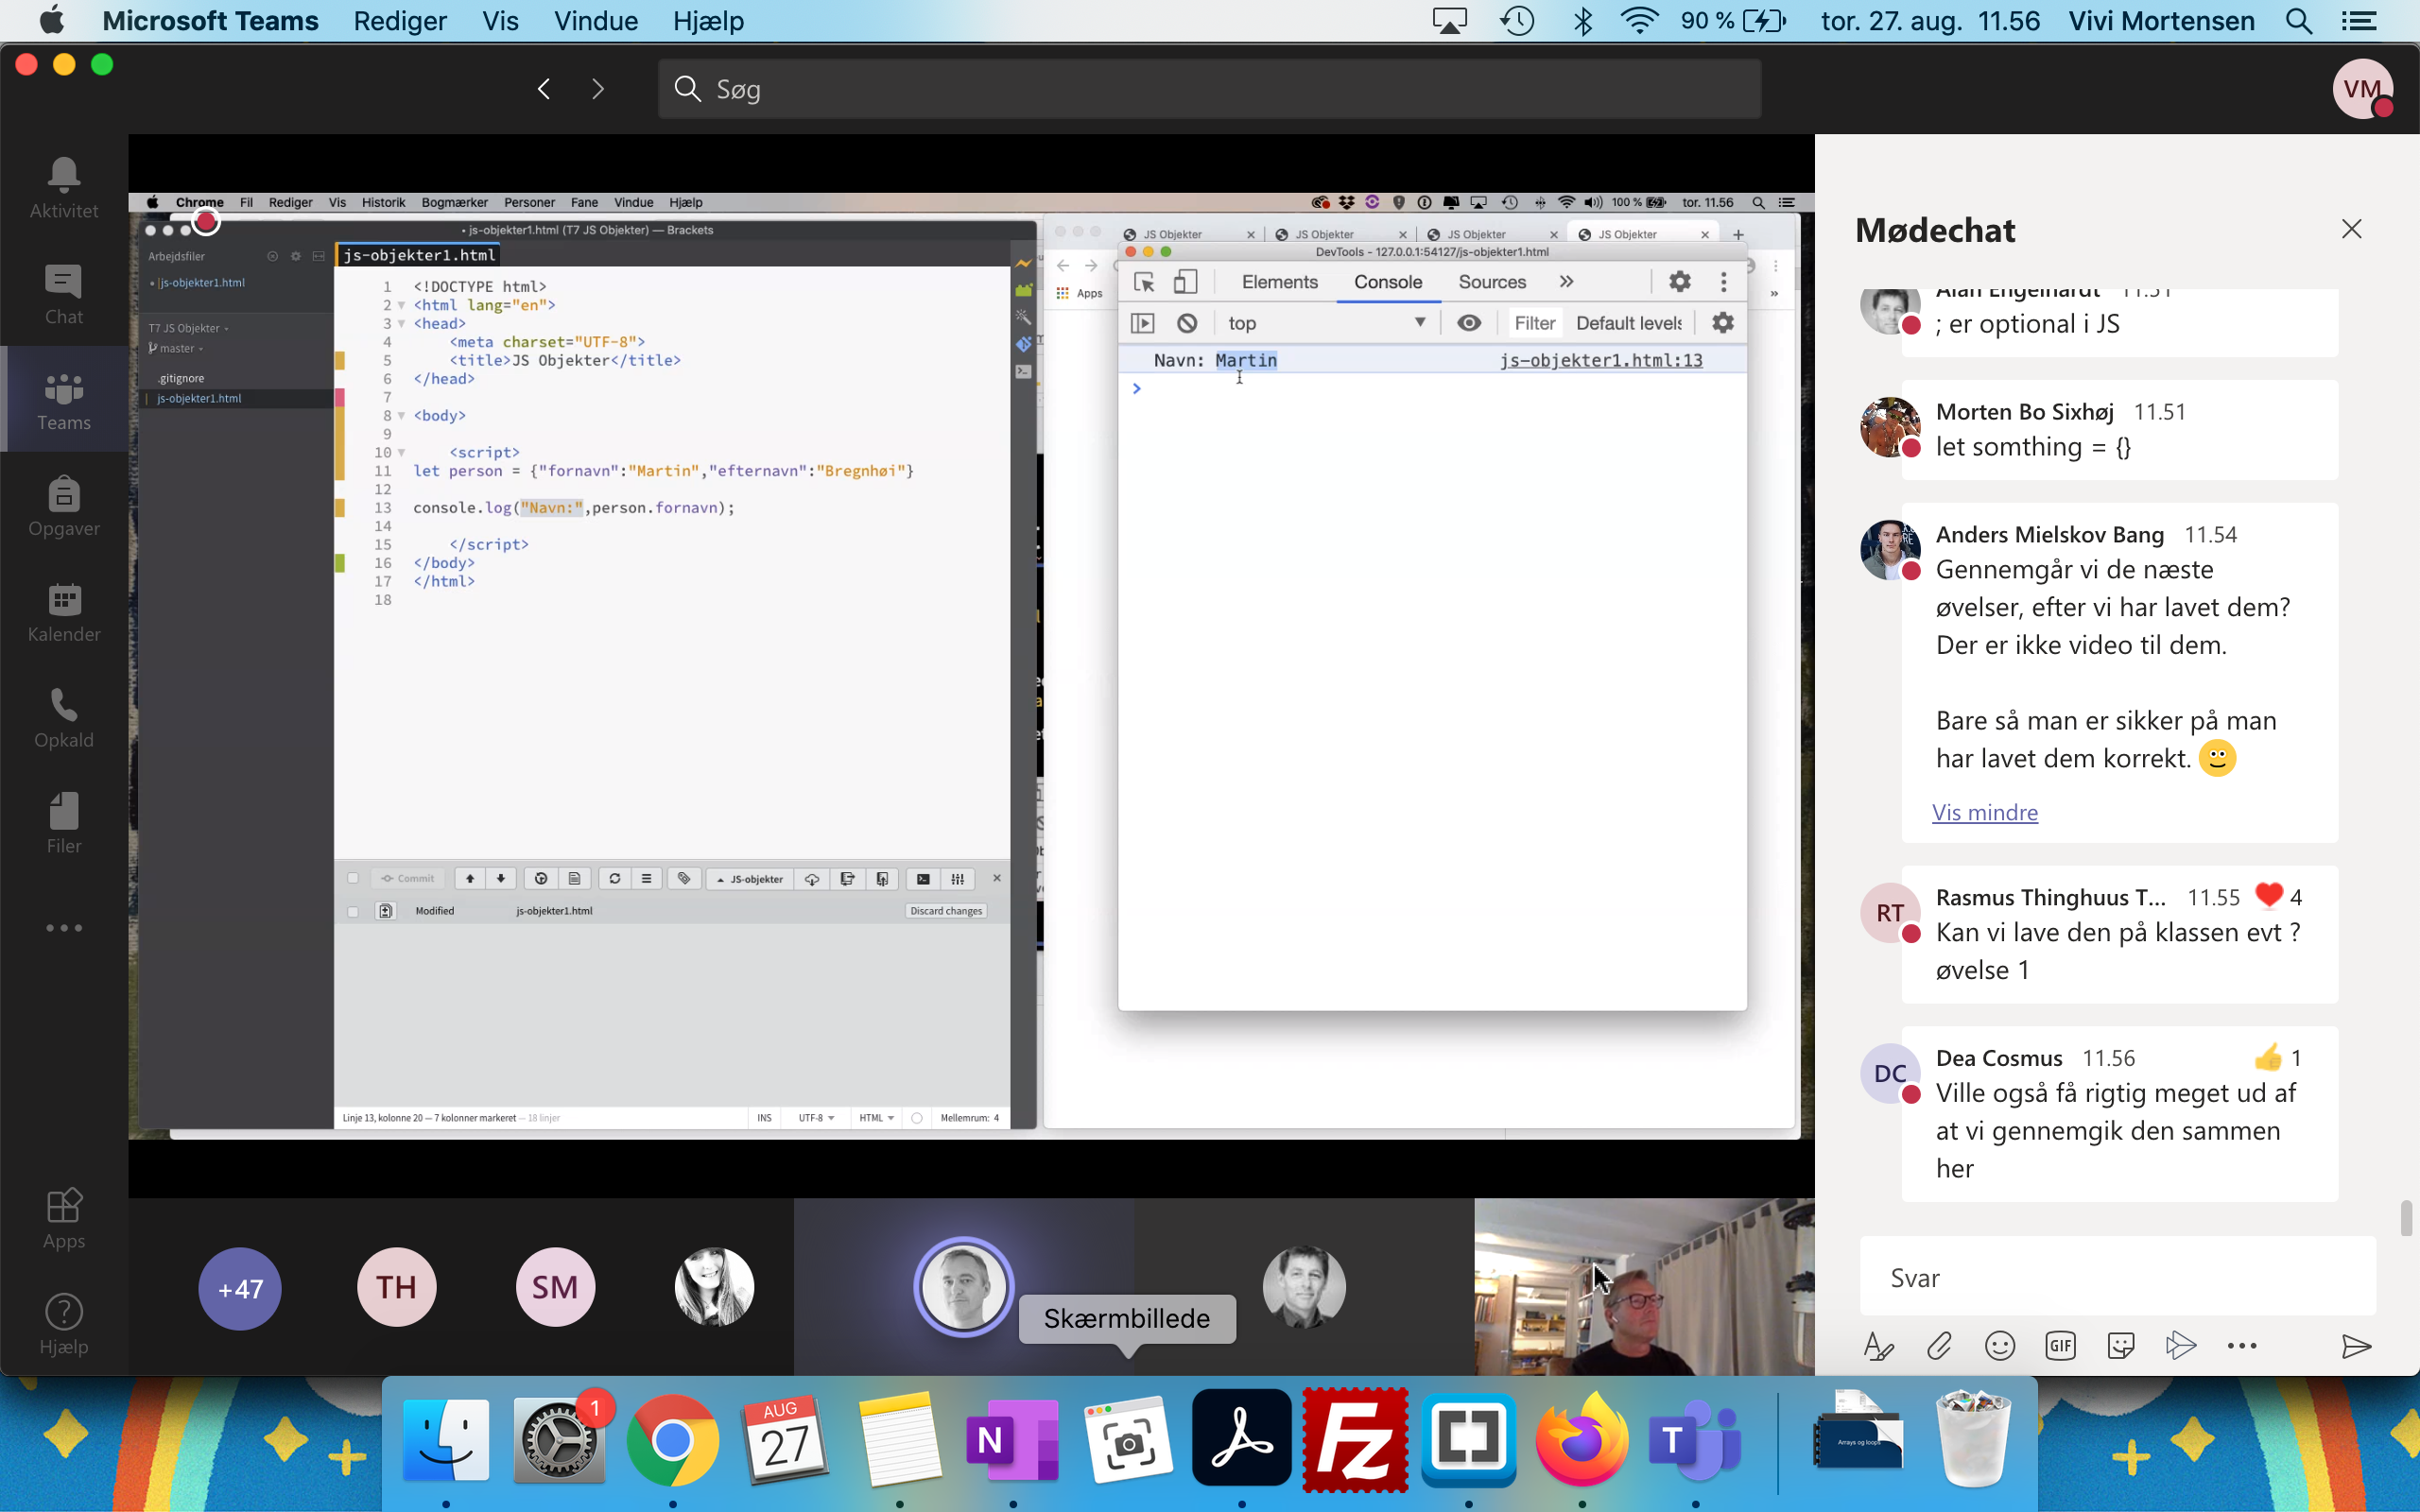 Microsoft Teams Rediger Vis Vindue Hjælp 90 % tor. 27. aug. 11.56 Vivi Mortensen
Søg
VM
Aktivitet
Chat
Teams
Opgaver
Kalender
Opkald
Filer
Apps
Hjælp
Chrome Fil Rediger Vis Historik Bogmærker Personer Fane Vindue Hjælp 100 % tor. 11.56
• js-objekter1.html (T7 JS Objekter) — Brackets
Arbejdsfiler
js-objekter1.html
T7 JS Objekter
master
.gitignore
js-objekter1.html
js-objekter1.html
1 <!DOCTYPE html>
2 <html lang="en">
3 <head>
4 <meta charset="UTF-8">
5 <title>JS Objekter</title>
6 </head>
7
8 <body>
9
10 <script>
11 let person = {"fornavn":"Martin","efternavn":"Bregnhøi"}
12
13 console.log("Navn:",person.fornavn);
14
15 </script>
16 </body>
17 </html>
18
Commit JS-objekter
Modified js-objekter1.html Discard changes
Linje 13, kolonne 20 — 7 kolonner markeret — 18 linjer INS UTF-8 HTML Mellemrum: 4
JS Objekter JS Objekter JS Objekter JS Objekter
Apps
DevTools - 127.0.0.1:54127/js-objekter1.html
Elements Console Sources
top Filter Default levels
Navn: Martin js-objekter1.html:13
Mødechat
Alan Engelhardt 11.51
; er optional i JS
Morten Bo Sixhøj 11.51
let somthing = {}
Anders Mielskov Bang 11.54
Gennemgår vi de næste
øvelser, efter vi har lavet dem?
Der er ikke video til dem.
Bare så man er sikker på man
har lavet dem korrekt.
Vis mindre
RT
Rasmus Thinghuus T... 11.55 4
Kan vi lave den på klassen evt ?
øvelse 1
DC
Dea Cosmus 11.56 1
Ville også få rigtig meget ud af
at vi gennemgik den sammen
her
Svar
GIF
+47 TH SM
Skærmbillede
1
AUG
27
N
Fz
T
Arrays og loops